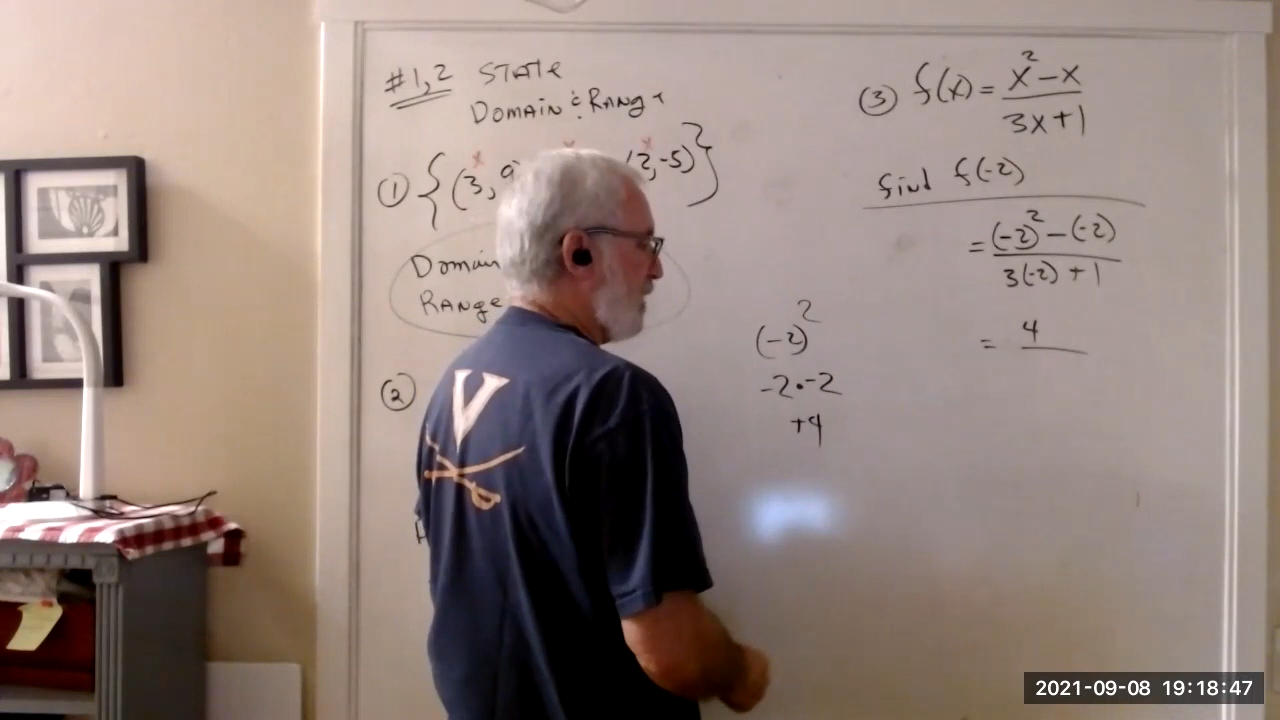 #1,2 STATE
DOMAIN & RANGE
① {(3, 9) (2, -5)}
x x x
Domain
RANGE
②
V
(-2)²
-2·-2
+4
③ f(x) = x² - x / 3x + 1
find f(-2)
= (-2)² - (-2) / 3(-2) + 1
= 4
2021-09-08 19:18:47